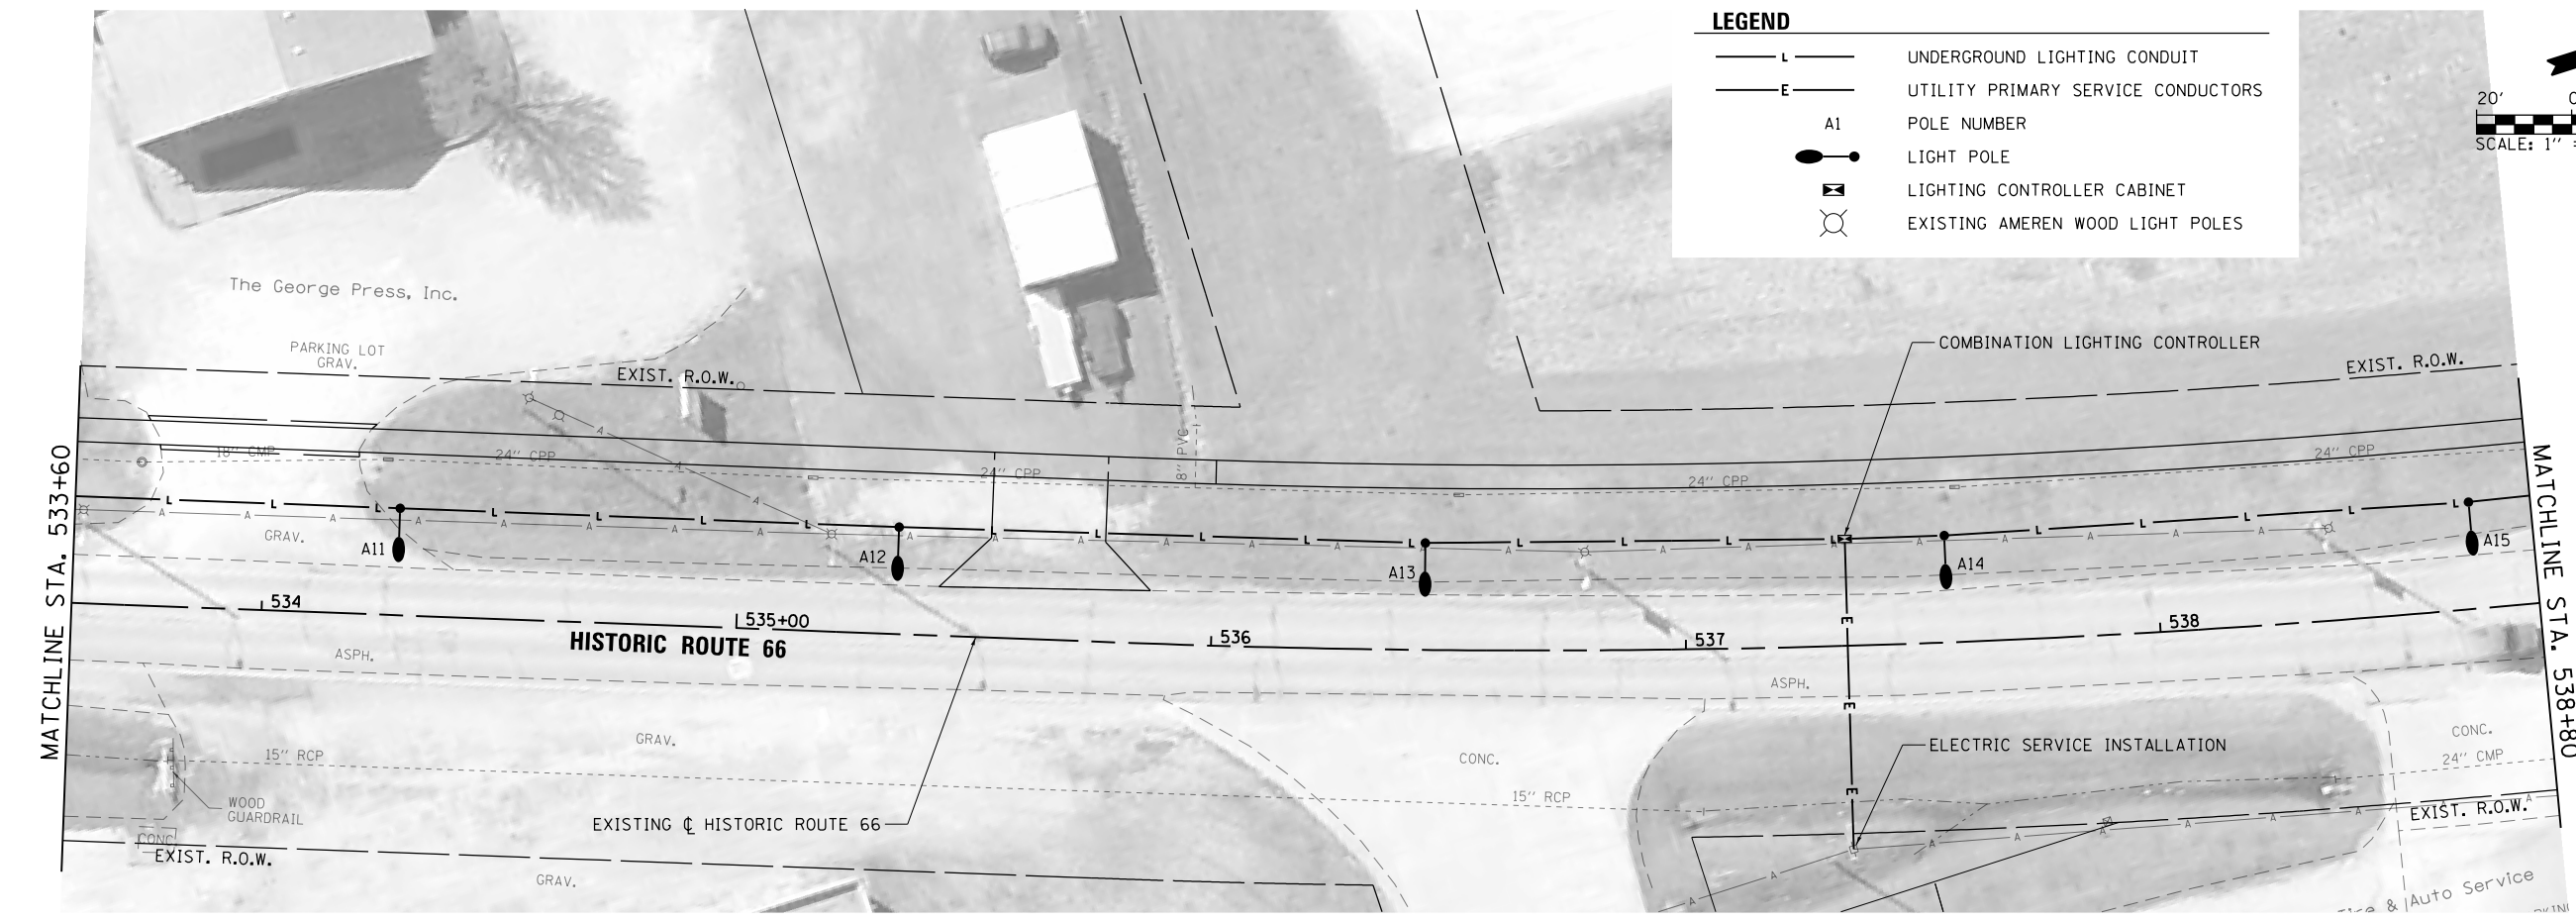 LEGEND
L UNDERGROUND LIGHTING CONDUIT
E UTILITY PRIMARY SERVICE CONDUCTORS
A1 POLE NUMBER
LIGHT POLE
LIGHTING CONTROLLER CABINET
EXISTING AMEREN WOOD LIGHT POLES
20' 0
SCALE: 1" =
The George Press, Inc.
PARKING LOT
GRAV.
EXIST. R.O.W.
COMBINATION LIGHTING CONTROLLER
EXIST. R.O.W.
MATCHLINE STA. 533+60
18" CMP
24" CPP
24" CPP
8" PVC
24" CPP
24" CPP
MATCHLINE STA. 538+80
A A A A
L L L L L L L L L L L L L L L L L L L L L
A A A A A A A A A A A A A A A A A A A A A A A A
GRAV.
A11
A12
A13
A14
A15
534
535+00
536
537
538
HISTORIC ROUTE 66
ASPH.
ASPH.
E
E
E
GRAV.
15" RCP
CONC.
15" RCP
ELECTRIC SERVICE INSTALLATION
CONC.
24" CMP
WOOD
GUARDRAIL
CONC.
EXIST. R.O.W.
EXISTING ℄ HISTORIC ROUTE 66
EXIST. R.O.W.
A A A A A A A A A
GRAV.
& Auto Service